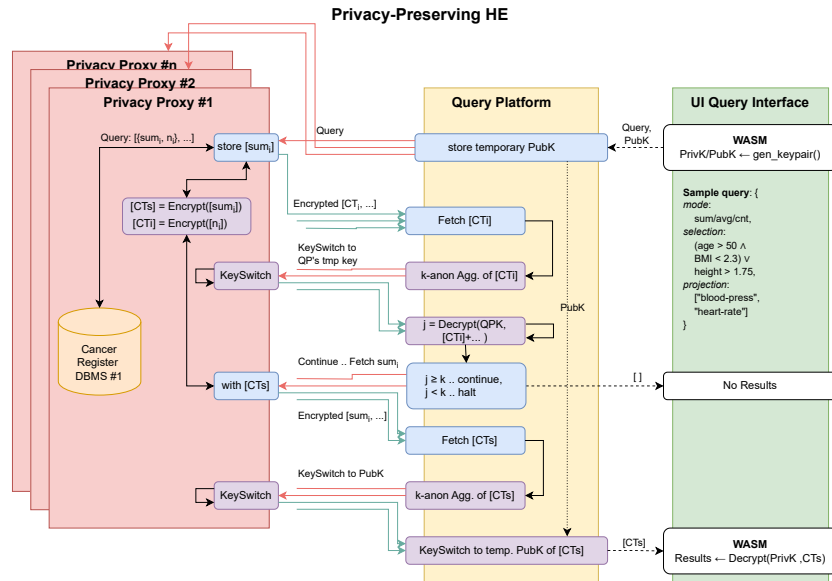 Privacy-Preserving HE
Privacy Proxy #n
Privacy Proxy #2
Privacy Proxy #1
Query Platform
UI Query Interface
Query: [{sumᵢ, nᵢ}, ...]
store [sumᵢ]
Query
store temporary PubK
Query,
PubK
WASM
PrivK/PubK ← gen_keypair()
[CTs] = Encrypt([sumᵢ])
[CTi] = Encrypt([nᵢ])
Encrypted [CTᵢ, ...]
Fetch [CTi]
Sample query: {
mode:
sum/avg/cnt,
selection:
(age > 50 ∧
BMI < 2.3) ∨
height > 1.75,
projection:
["blood-press",
"heart-rate"]
}
KeySwitch to
QP's tmp key
KeySwitch
k-anon Agg. of [CTi]
PubK
j = Decrypt(QPK,
[CTi]+... )
Cancer
Register
DBMS #1
Continue .. Fetch sumᵢ
with [CTs]
j ≥ k .. continue,
j < k .. halt
[ ]
No Results
Encrypted [sumᵢ, ...]
Fetch [CTs]
KeySwitch to PubK
KeySwitch
k-anon Agg. of [CTs]
KeySwitch to temp. PubK of [CTs]
[CTs]
WASM
Results ← Decrypt(PrivK ,CTs)